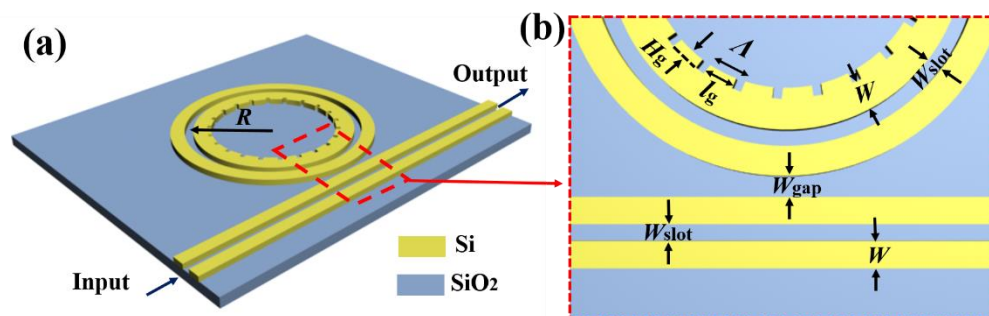 (a)
Output
R
Input
Si
SiO2
(b)
Hg
lg
Λ
W
Wslot
Wgap
Wslot
W